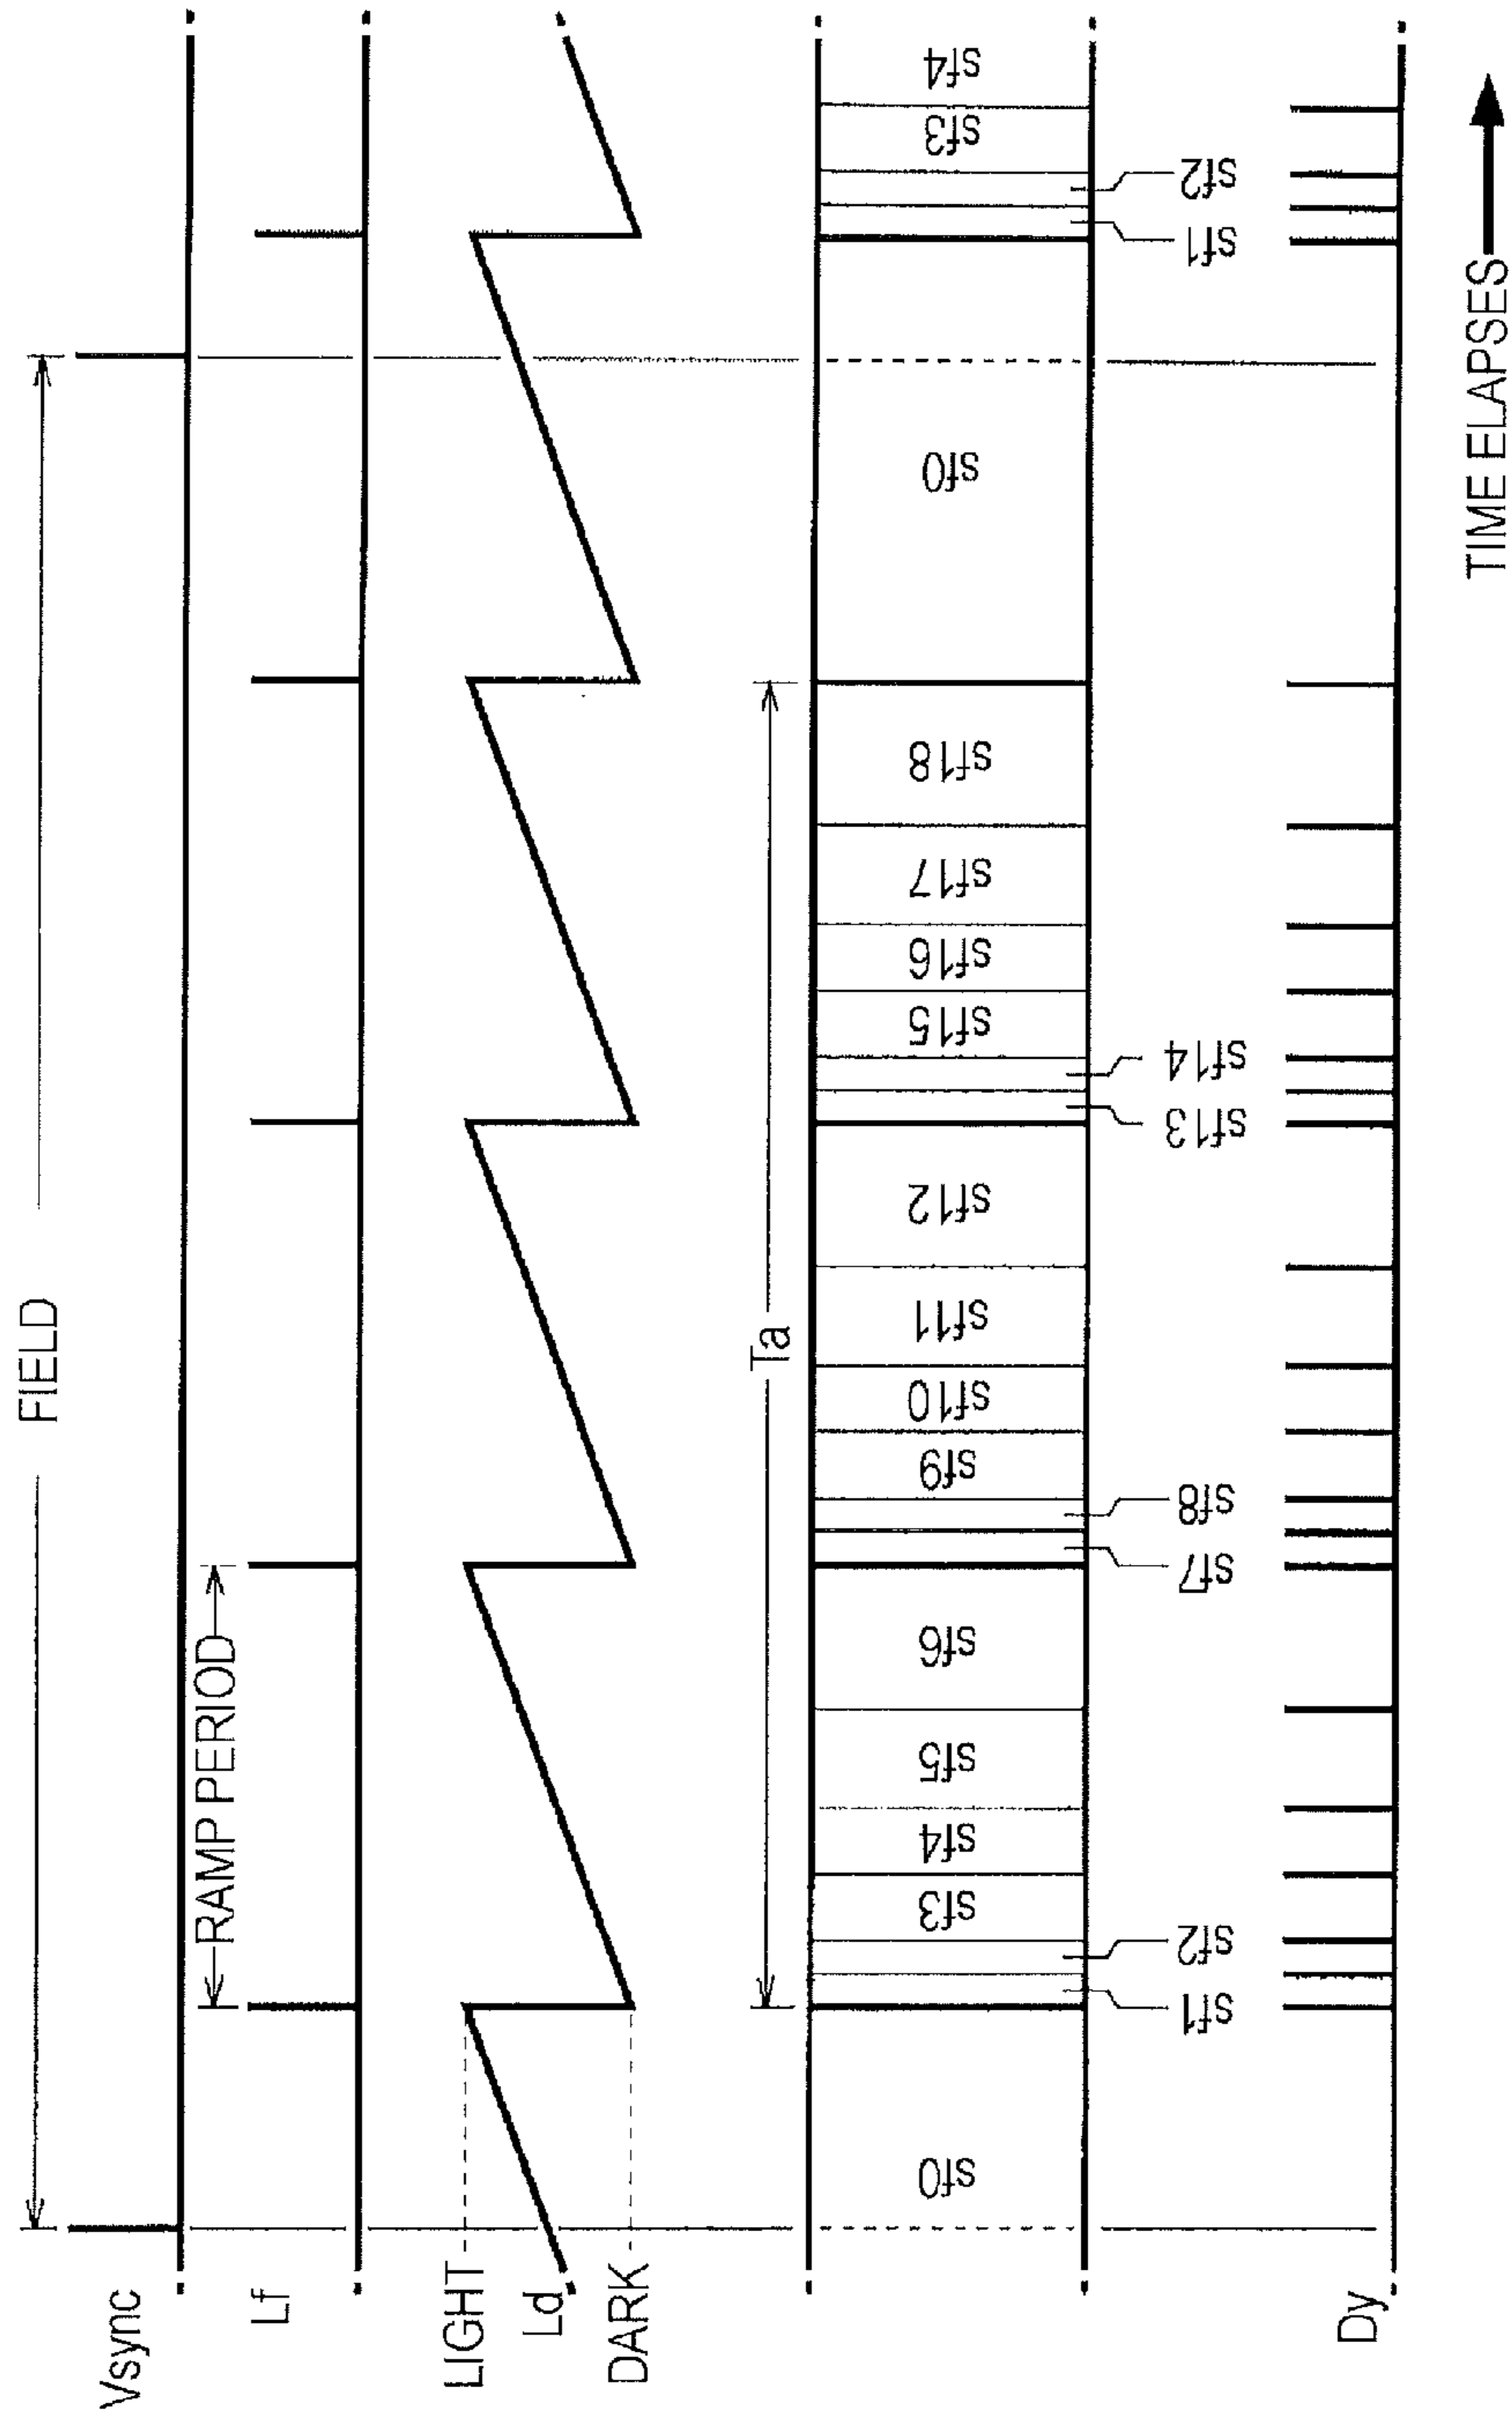 FIELD
Vsync
RAMP PERIOD
Lf
LIGHT
Ld
DARK
Ta
sf0
sf3
sf4
sf5
sf6
sf9
sf10
sf11
sf12
sf15
sf16
sf17
sf18
sf0
sf3
sf4
sf1
sf2
sf7
sf8
sf13
sf14
sf1
sf2
Dy
TIME ELAPSES